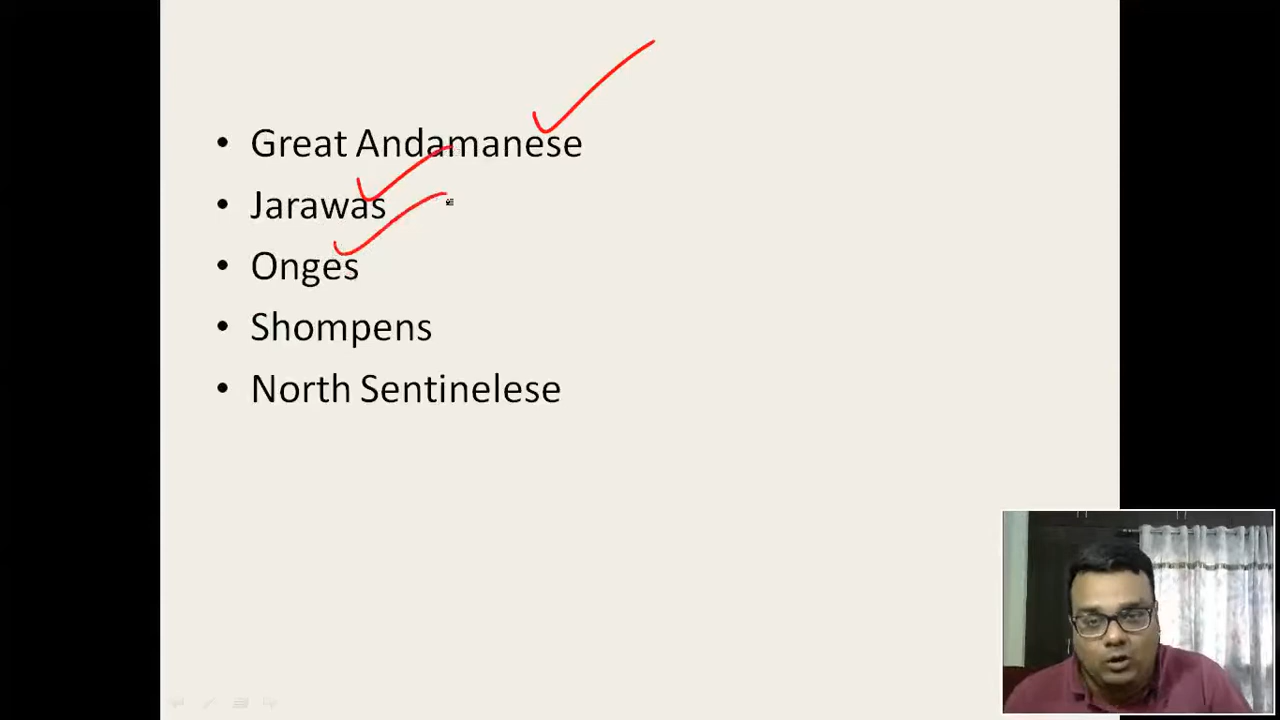 • Great Andamanese
• Jarawas
• Onges
• Shompens
• North Sentinelese